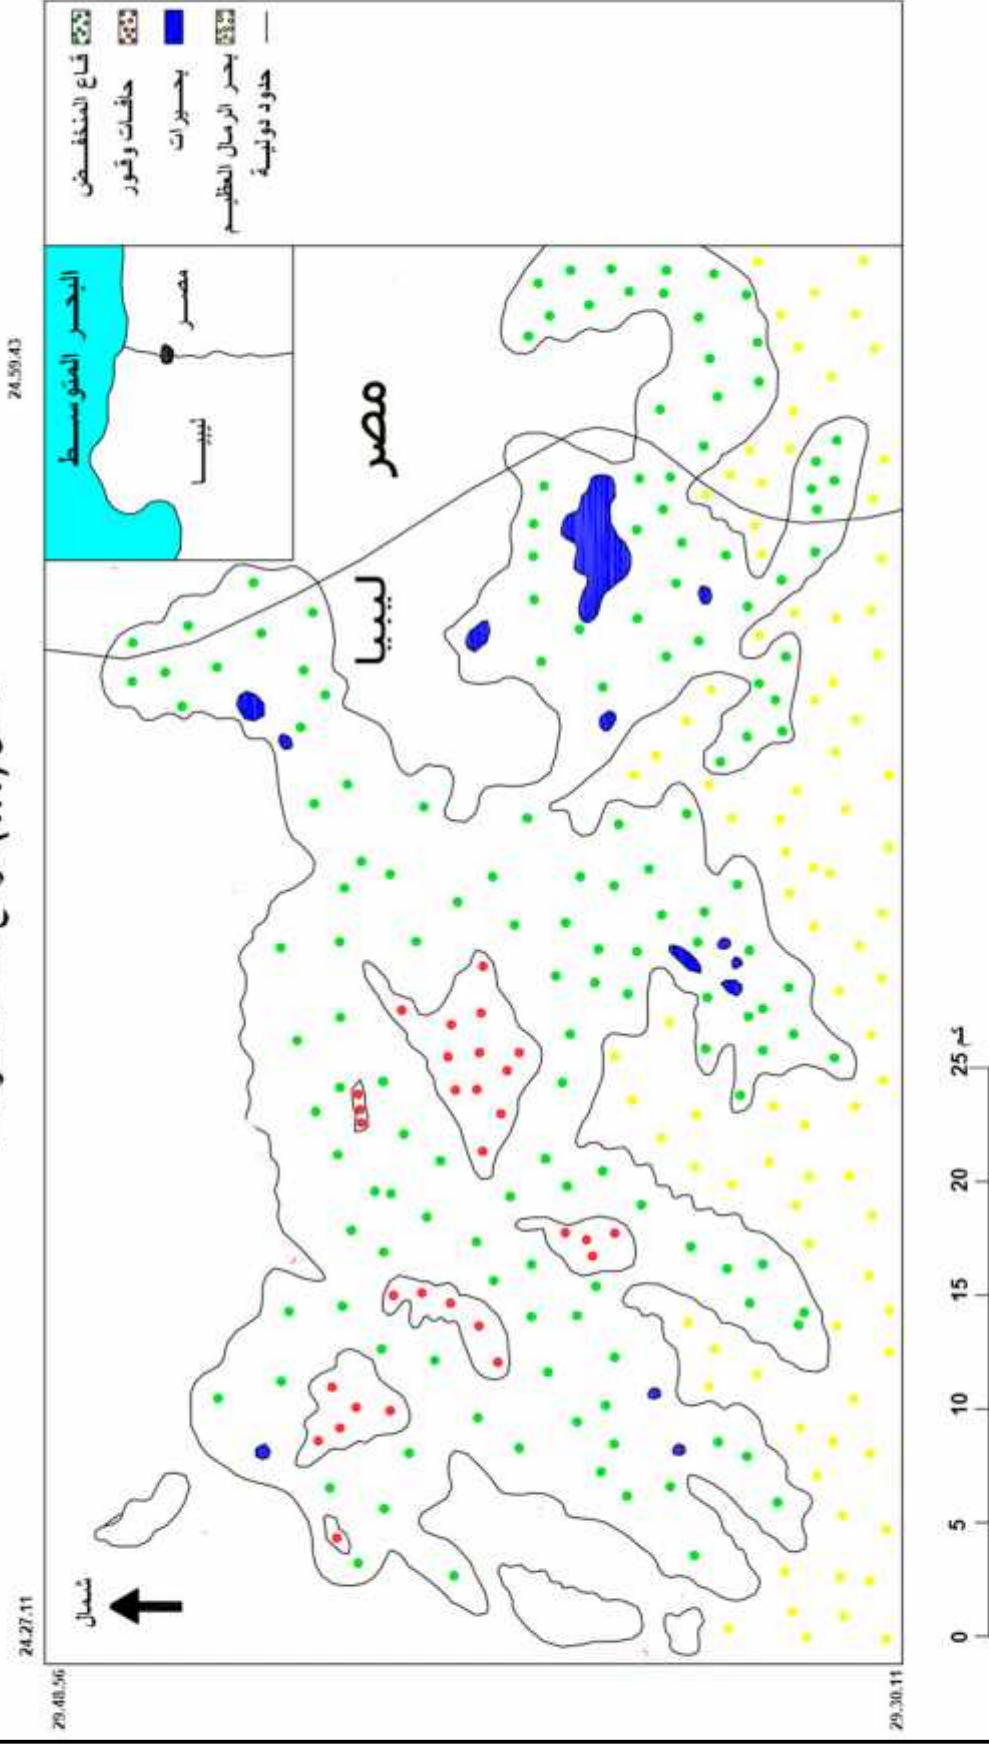 24.27.11
24.59.43
29.48.56
29.30.11
شمال
البحر المتوسط
ليبيا
مصر
ليبيا
مصر
قاع المنخفض
حافات وقور
بحيرات
بحر الرمال العظيم
حدود دولية
0 5 10 15 20 25 كم